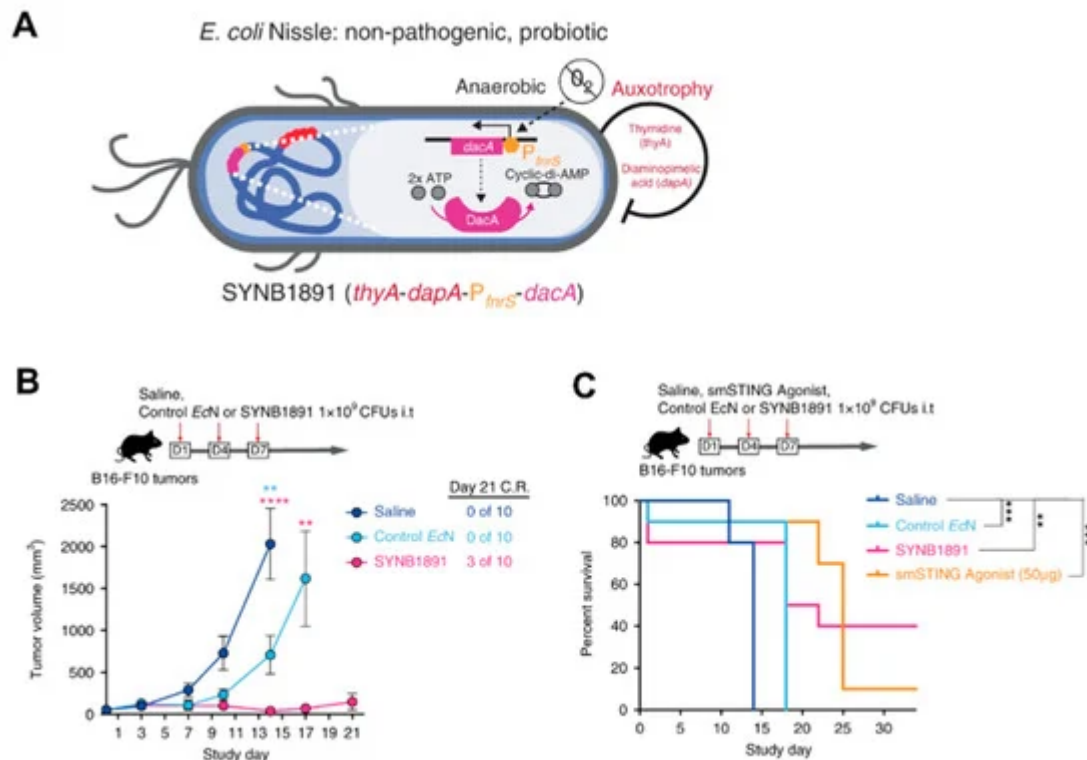 A
E. coli Nissle: non-pathogenic, probiotic
Anaerobic
O2
Auxotrophy
Thymidine
(thyA)
Diaminopimelic
acid (dapA)
dacA
PfnrS
2x ATP
Cyclic-di-AMP
DacA
SYNB1891 (thyA-dapA-PfnrS-dacA)
B
Saline,
Control EcN or SYNB1891 1×10⁹ CFUs i.t
D1 D4 D7
B16-F10 tumors
Day 21 C.R.
Saline 0 of 10
Control EcN 0 of 10
SYNB1891 3 of 10
**
****
**
Tumor volume (mm³)
2500
2000
1500
1000
500
0
1 3 5 7 9 11 13 15 17 19 21
Study day
C
Saline, smSTING Agonist,
Control EcN or SYNB1891 1×10⁹ CFUs i.t
D1 D4 D7
B16-F10 tumors
Saline
Control EcN
SYNB1891
smSTING Agonist (50μg)
***
**
Percent survival
100
80
60
40
20
0
0 5 10 15 20 25 30
Study day